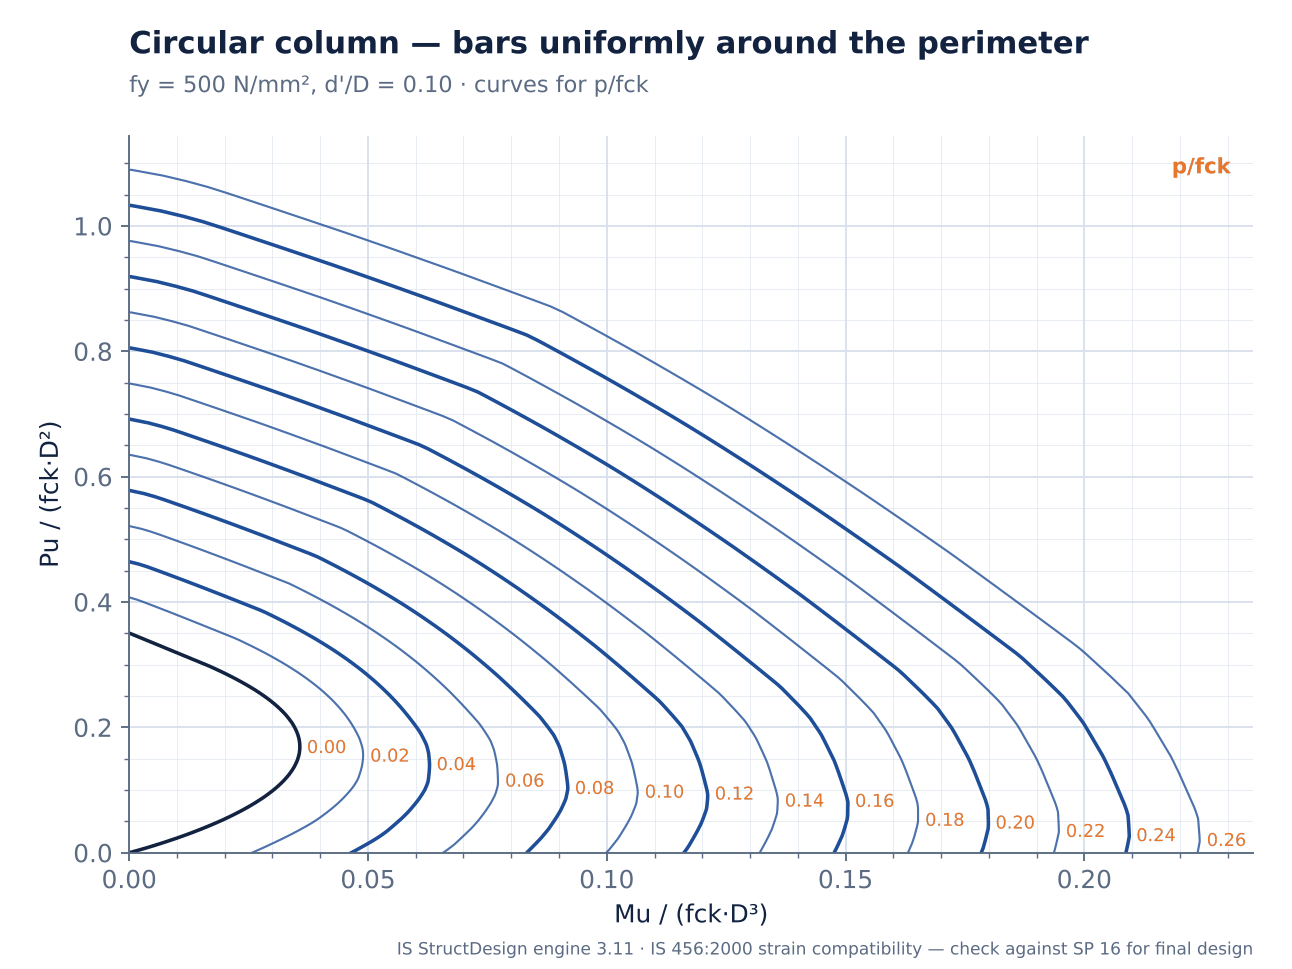 Circular column — bars uniformly around the perimeter
fy = 500 N/mm², d'/D = 0.10 · curves for p/fck
p/fck
1.0
0.8
0.6
0.4
0.2
0.0
Pu / (fck·D²)
0.00
0.02
0.04
0.06
0.08
0.10
0.12
0.14
0.16
0.18
0.20
0.22
0.24
0.26
0.00 0.05 0.10 0.15 0.20
Mu / (fck·D³)
IS StructDesign engine 3.11 · IS 456:2000 strain compatibility — check against SP 16 for final design